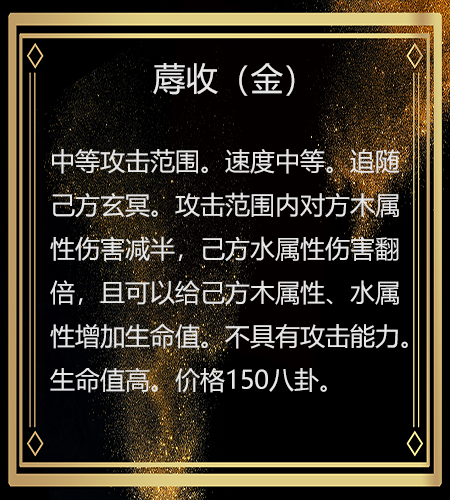 蓐收（金）
中等攻击范围。速度中等。追随
己方玄冥。攻击范围内对方木属
性伤害减半，己方水属性伤害翻
倍，且可以给己方木属性、水属
性增加生命值。不具有攻击能力。
生命值高。价格150八卦。